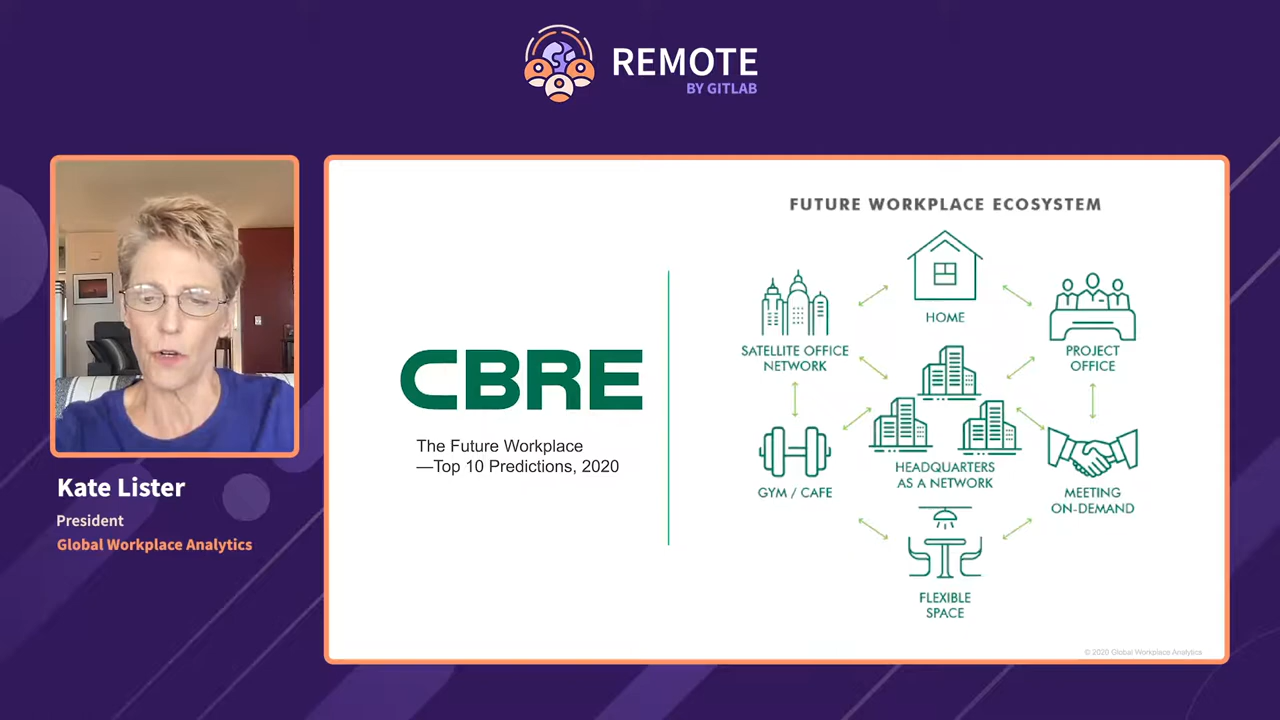 REMOTE
BY GITLAB
Kate Lister
President
Global Workplace Analytics
CBRE
The Future Workplace
—Top 10 Predictions, 2020
FUTURE WORKPLACE ECOSYSTEM
HOME
SATELLITE OFFICE
NETWORK
PROJECT
OFFICE
HEADQUARTERS
AS A NETWORK
GYM / CAFE
MEETING
ON-DEMAND
FLEXIBLE
SPACE
© 2020 Global Workplace Analytics